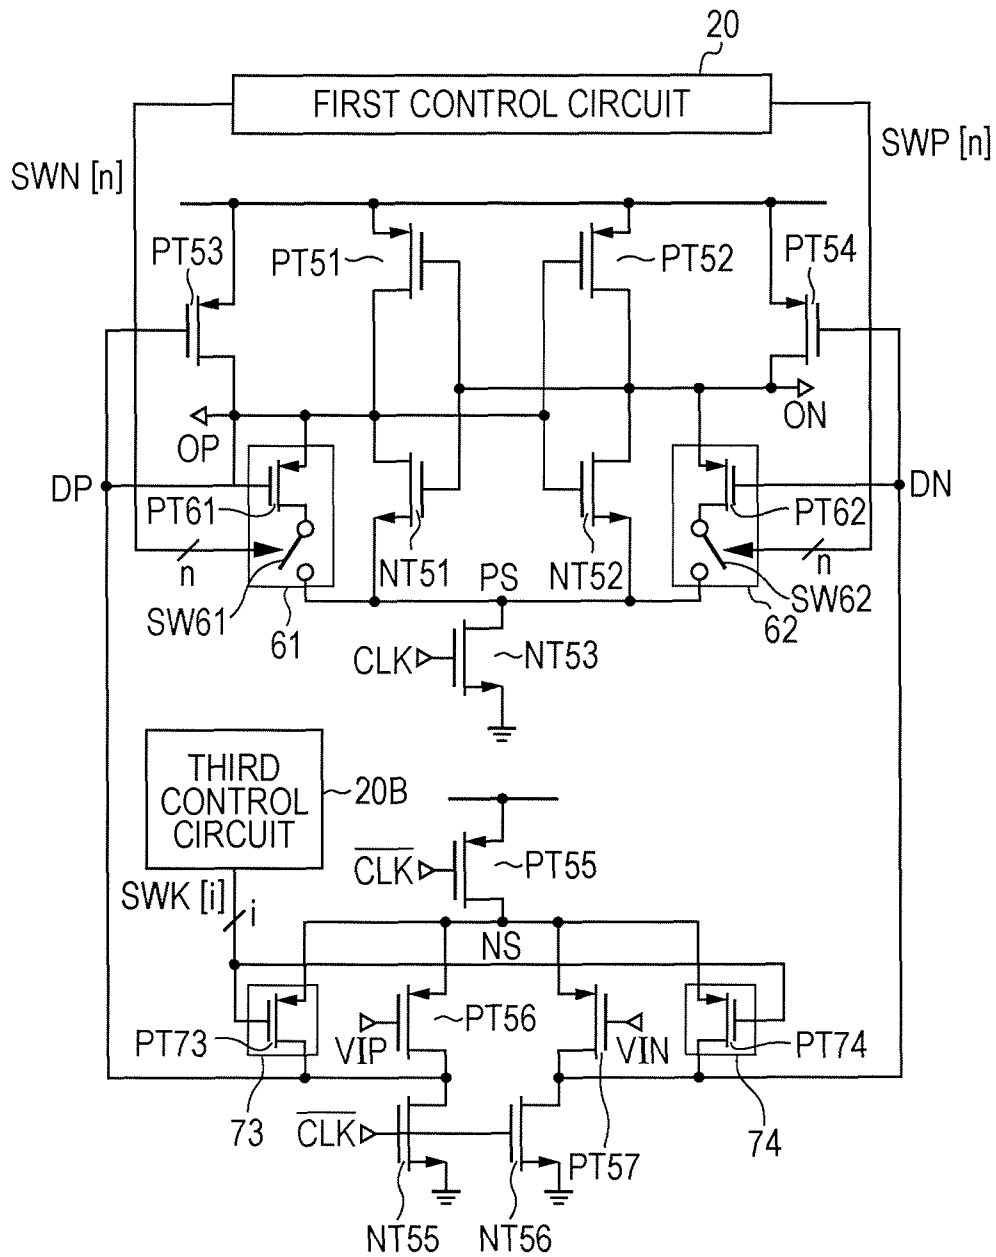 20
FIRST CONTROL CIRCUIT
SWN [n]
SWP [n]
PT53
PT51
PT52
PT54
OP
ON
DP
DN
PT61
PT62
n
NT51
NT52
n
SW61
61
PS
62
SW62
CLK
NT53
THIRD
CONTROL
CIRCUIT
20B
CLK
PT55
SWK [i]
i
NS
PT73
VIP
PT56
VIN
PT74
73
CLK
74
PT57
NT55
NT56